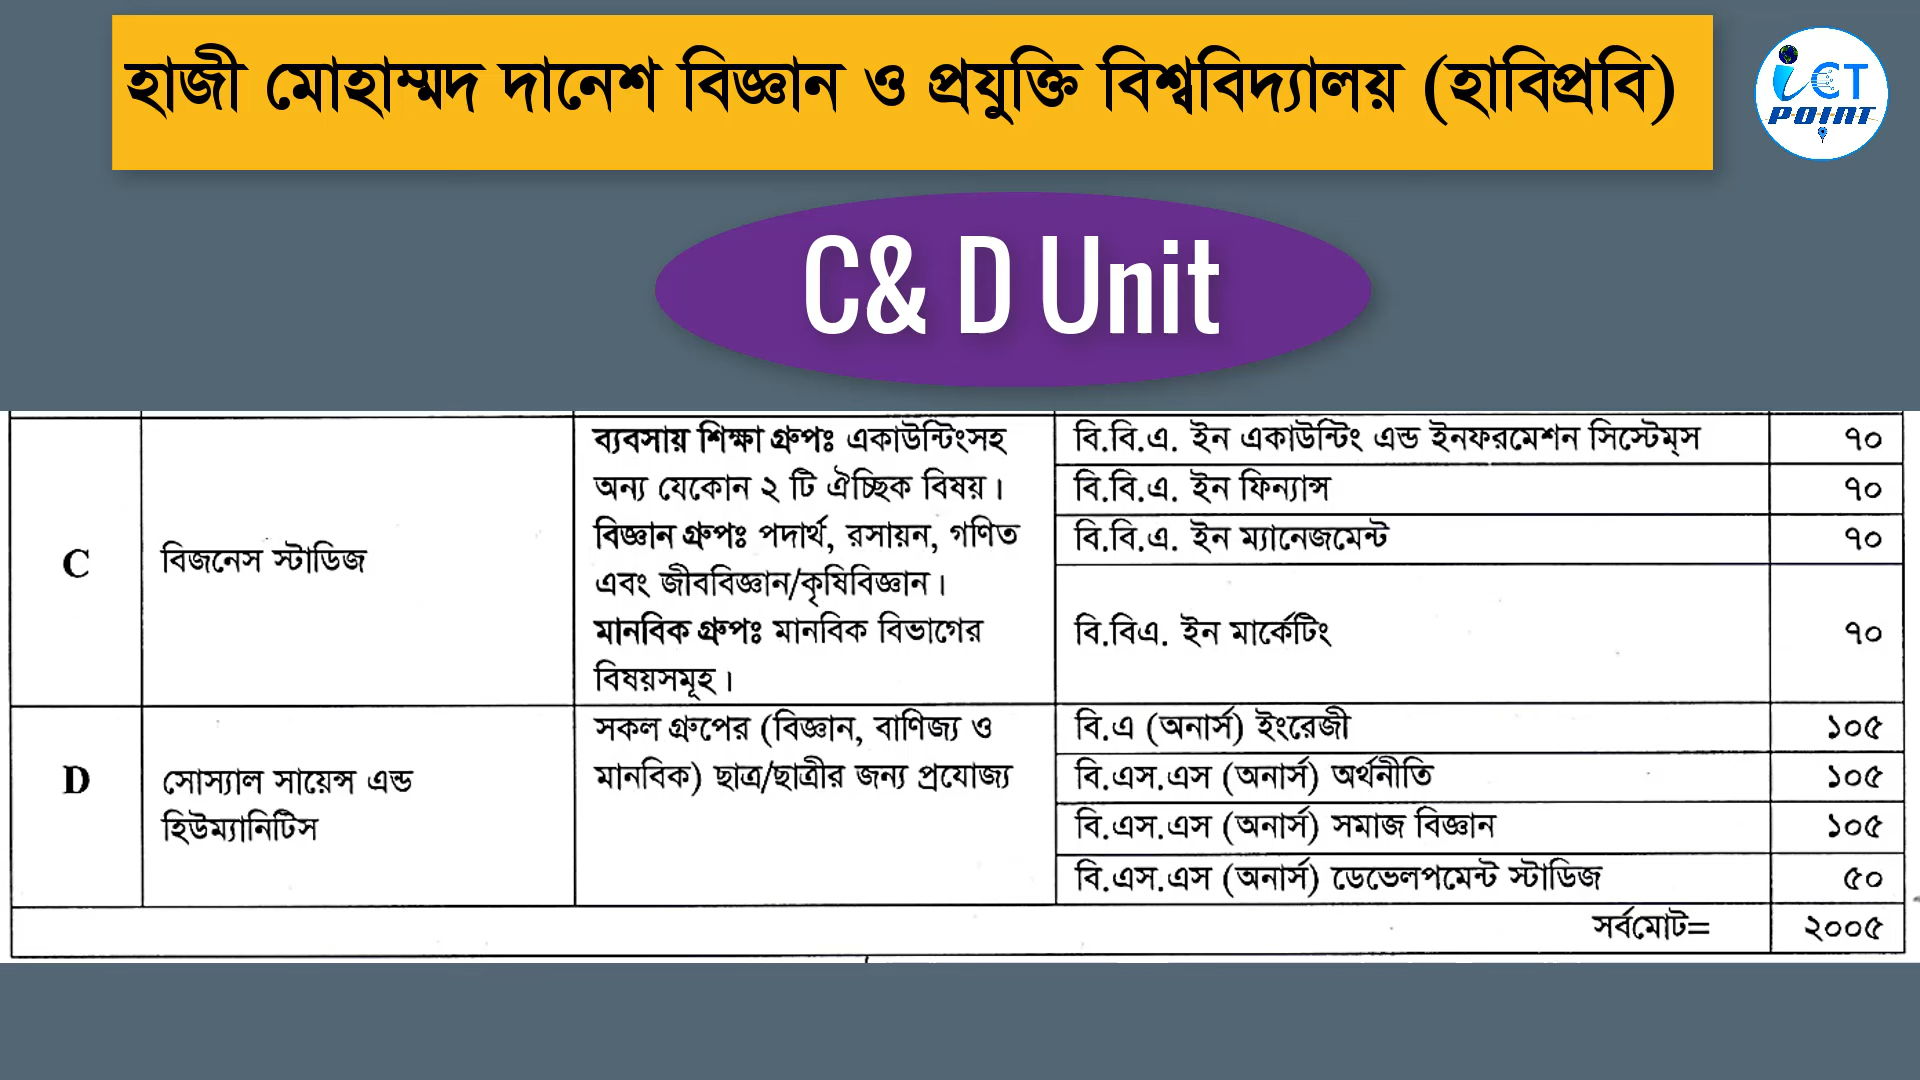 হাজী মোহাম্মদ দানেশ বিজ্ঞান ও প্রযুক্তি বিশ্ববিদ্যালয় (হাবিপ্রবি)
iCT
POINT
C& D Unit
C
বিজনেস স্টাডিজ
ব্যবসায় শিক্ষা গ্রুপঃ একাউন্টিংসহ
অন্য যেকোন ২ টি ঐচ্ছিক বিষয়।
বিজ্ঞান গ্রুপঃ পদার্থ, রসায়ন, গণিত
এবং জীববিজ্ঞান/কৃষিবিজ্ঞান।
মানবিক গ্রুপঃ মানবিক বিভাগের
বিষয়সমূহ।
বি.বি.এ. ইন একাউন্টিং এন্ড ইনফরমেশন সিস্টেম্‌স ৭০
বি.বি.এ. ইন ফিন্যান্স ৭০
বি.বি.এ. ইন ম্যানেজমেন্ট ৭০
বি.বিএ. ইন মার্কেটিং ৭০
D
সোস্যাল সায়েন্স এন্ড
হিউম্যানিটিস
সকল গ্রুপের (বিজ্ঞান, বাণিজ্য ও
মানবিক) ছাত্র/ছাত্রীর জন্য প্রযোজ্য
বি.এ (অনার্স) ইংরেজী ১০৫
বি.এস.এস (অনার্স) অর্থনীতি ১০৫
বি.এস.এস (অনার্স) সমাজ বিজ্ঞান ১০৫
বি.এস.এস (অনার্স) ডেভেলপমেন্ট স্টাডিজ ৫০
সর্বমোট= ২০০৫